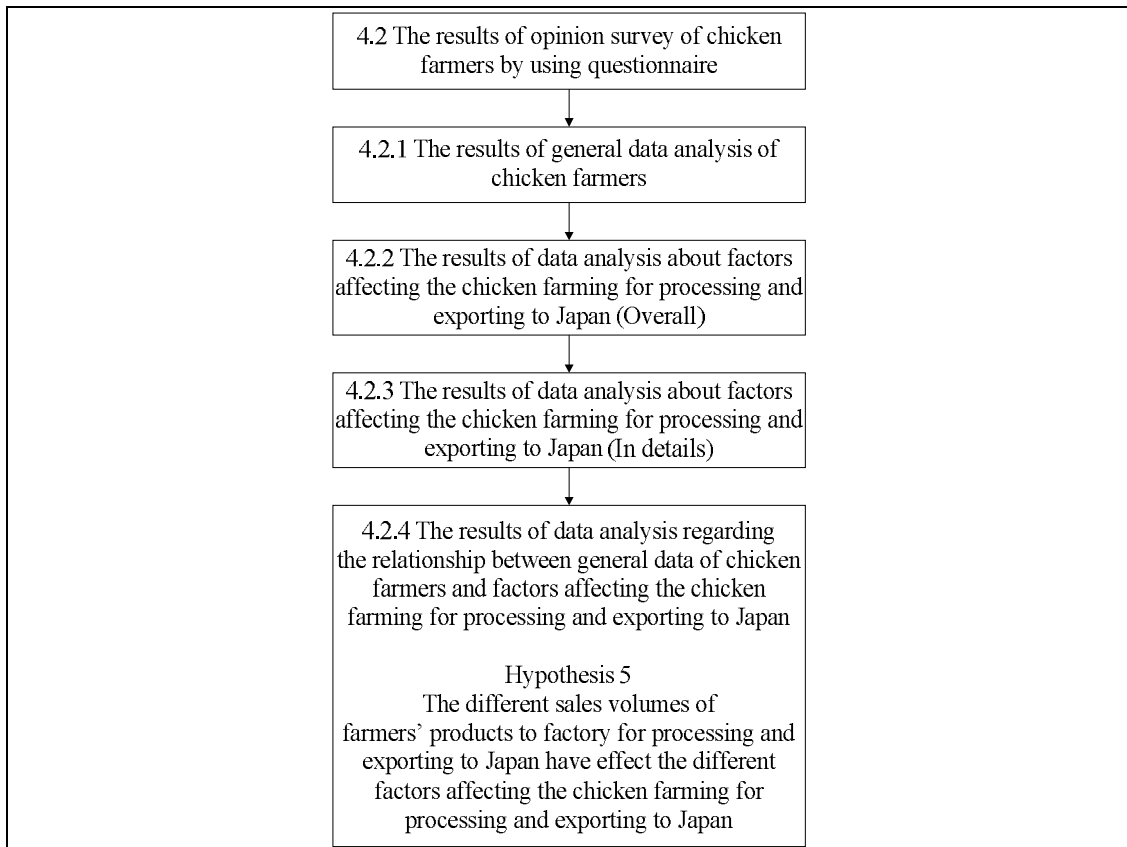 4.2 The results of opinion survey of chicken
farmers by using questionnaire
4.2.1 The results of general data analysis of
chicken farmers
4.2.2 The results of data analysis about factors
affecting the chicken farming for processing and
exporting to Japan (Overall)
4.2.3 The results of data analysis about factors
affecting the chicken farming for processing and
exporting to Japan (In details)
4.2.4 The results of data analysis regarding
the relationship between general data of chicken
farmers and factors affecting the chicken
farming for processing and exporting to Japan
Hypothesis 5
The different sales volumes of
farmers’ products to factory for processing and
exporting to Japan have effect the different
factors affecting the chicken farming for
processing and exporting to Japan